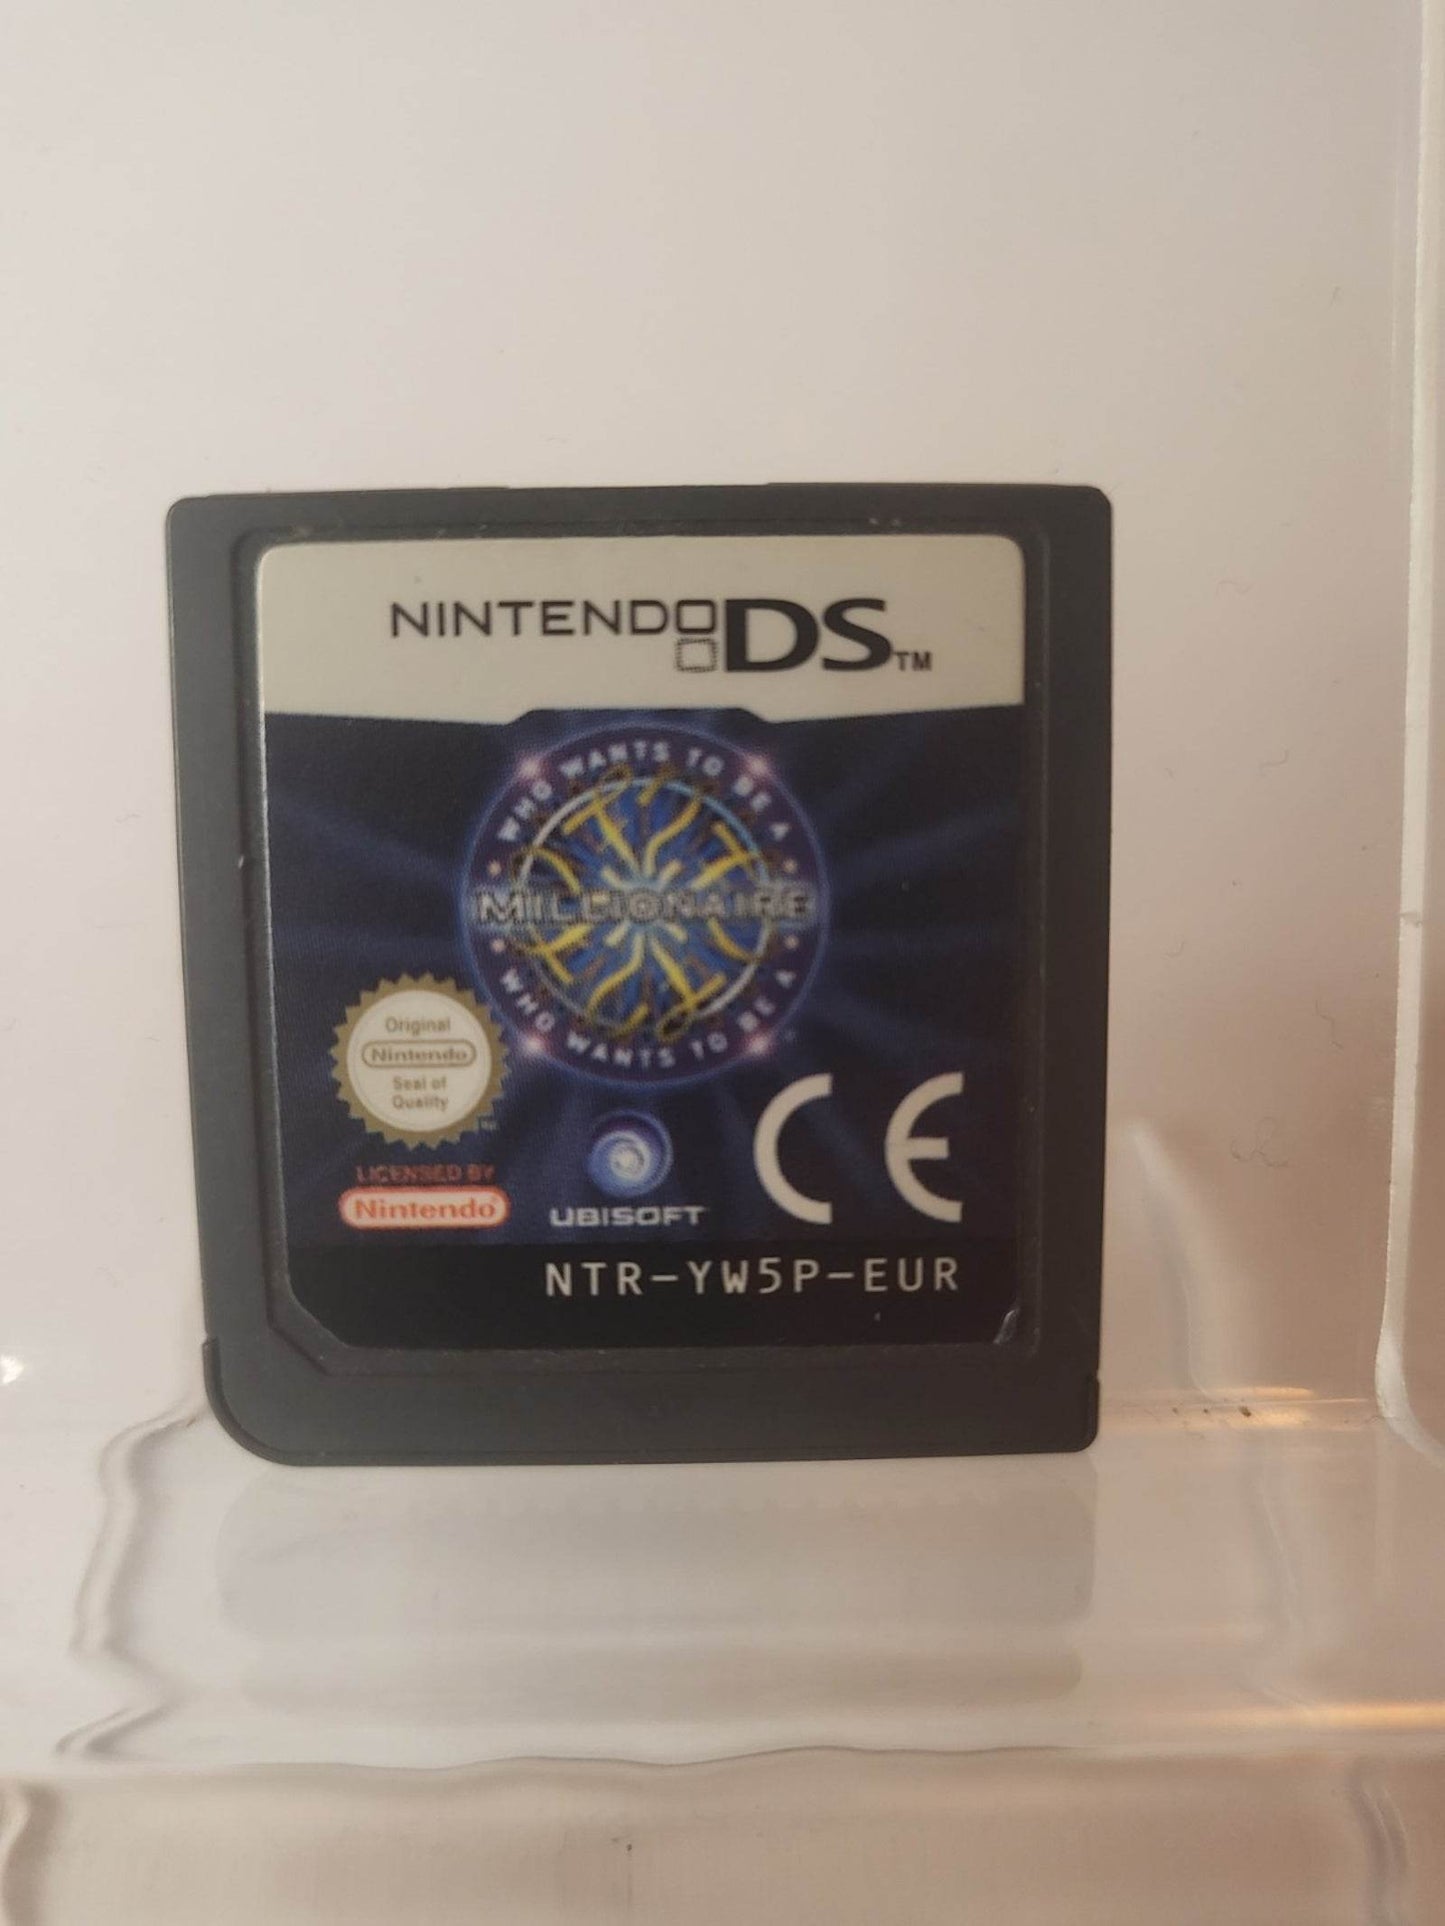 NINTENDO DS™
WHO WANTS TO BE A
MILLIONAIRE
WHO WANTS TO BE A
Original
Nintendo
Seal of
Quality
TM
LICENSED BY
Nintendo
UBISOFT
CE
NTR-YW5P-EUR